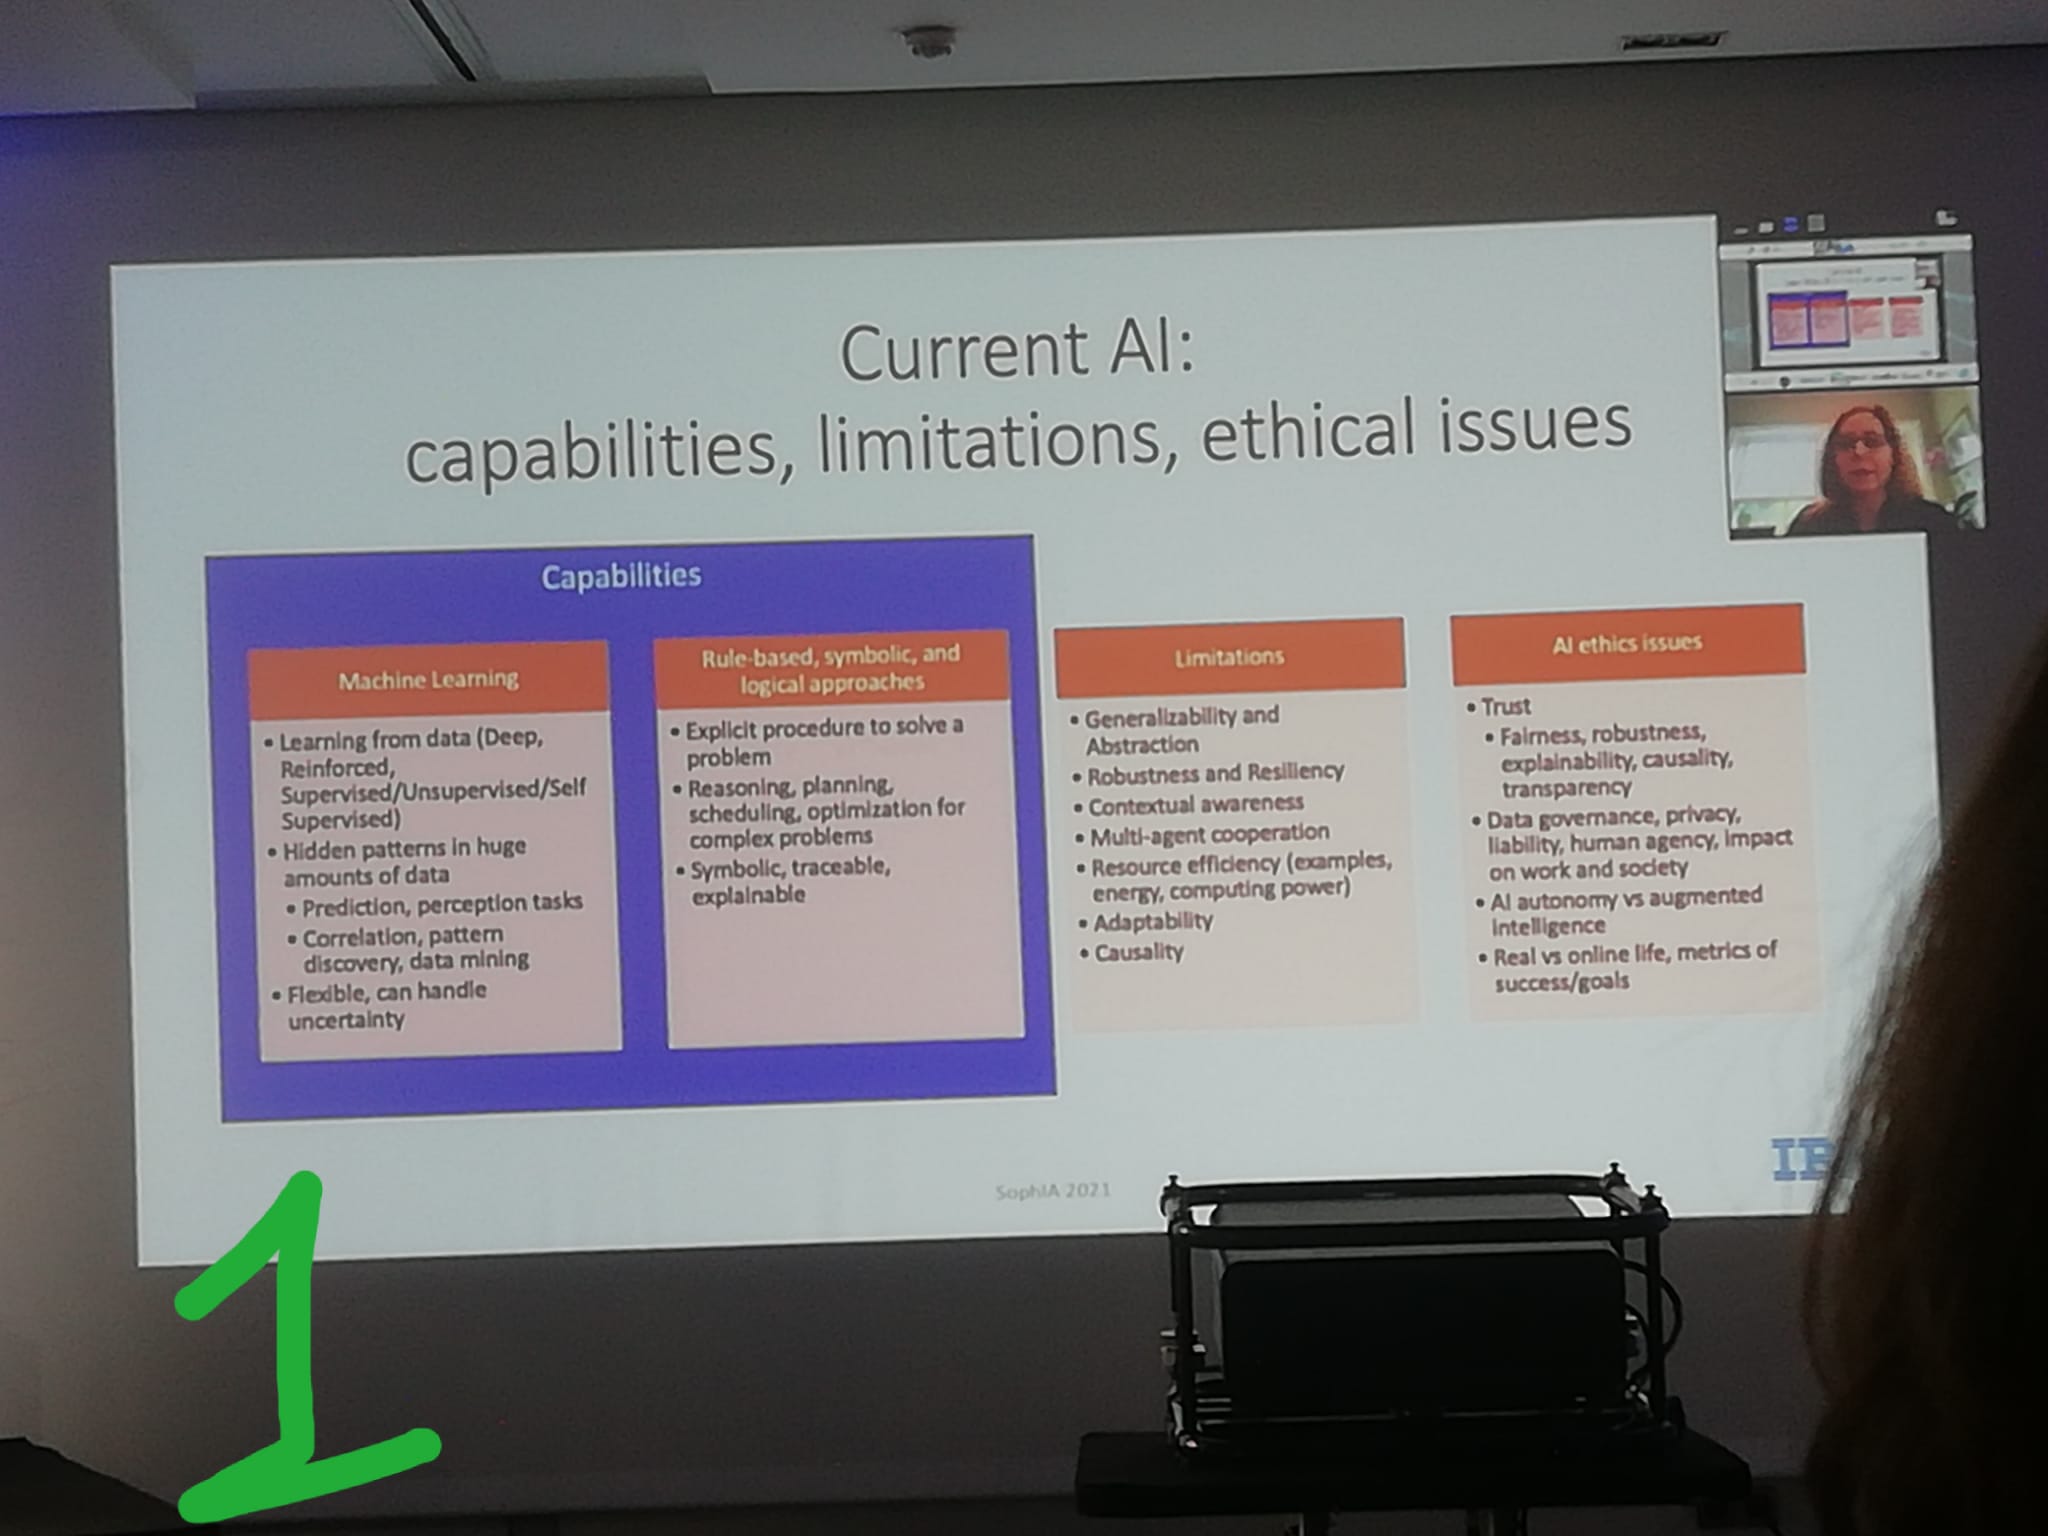 Current AI:
capabilities, limitations, ethical issues
Capabilities
Machine Learning
• Learning from data (Deep,
Reinforced,
Supervised/Unsupervised/Self
Supervised)
• Hidden patterns in huge
amounts of data
• Prediction, perception tasks
• Correlation, pattern
discovery, data mining
• Flexible, can handle
uncertainty
Rule-based, symbolic, and
logical approaches
• Explicit procedure to solve a
problem
• Reasoning, planning,
scheduling, optimization for
complex problems
• Symbolic, traceable,
explainable
Limitations
• Generalizability and
Abstraction
• Robustness and Resiliency
• Contextual awareness
• Multi-agent cooperation
• Resource efficiency (examples,
energy, computing power)
• Adaptability
• Causality
AI ethics issues
• Trust
• Fairness, robustness,
explainability, causality,
transparency
• Data governance, privacy,
liability, human agency, impact
on work and society
• AI autonomy vs augmented
intelligence
• Real vs online life, metrics of
success/goals
SophIA 2021
IB
1